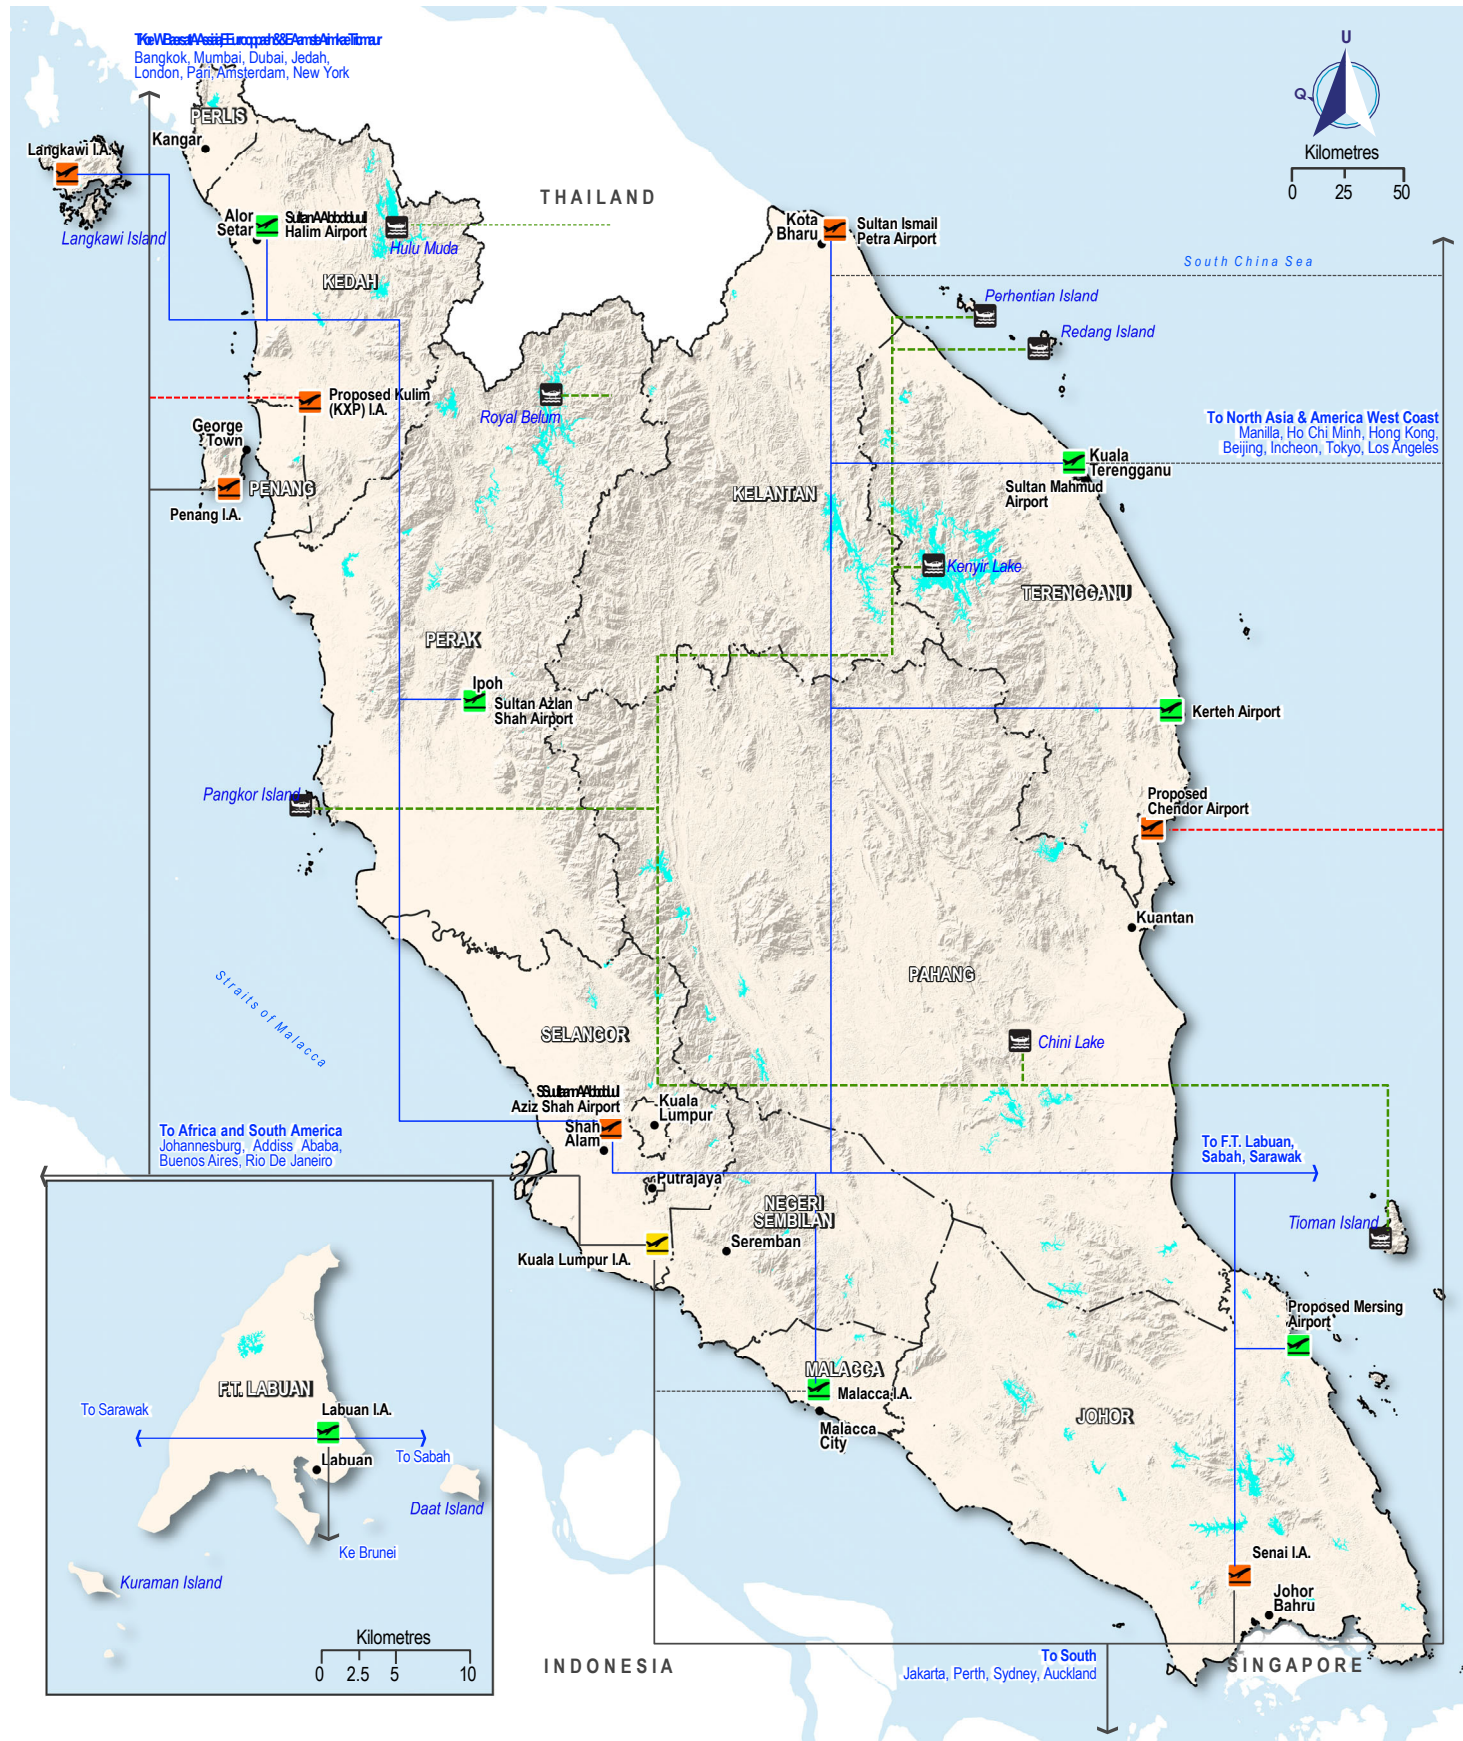 Bangkok, Mumbai, Dubai, Jedah,
London, Pari, Amsterdam, New York
U
Q
Kilometres
0 25 50
PERLIS
Kangar
Langkawi I.A.
Langkawi Island
Alor
Setar
Halim Airport
Hulu Muda
KEDAH
THAILAND
Kota
Bharu
Sultan Ismail
Petra Airport
South China Sea
Perhentian Island
Redang Island
Proposed Kulim
(KXP) I.A.
George
Town
PENANG
Penang I.A.
Royal Belum
To North Asia & America West Coast
Manilla, Ho Chi Minh, Hong Kong,
Beijing, Incheon, Tokyo, Los Angeles
Kuala
Terengganu
Sultan Mahmud
Airport
KELANTAN
Kenyir Lake
TERENGGANU
PERAK
Ipoh
Sultan Azlan
Shah Airport
Kerteh Airport
Pangkor Island
Proposed
Chendor Airport
Kuantan
PAHANG
Straits of Malacca
SELANGOR
Chini Lake
Aziz Shah Airport
Shah
Alam
Kuala
Lumpur
To Africa and South America
Johannesburg, Addiss Ababa,
Buenos Aires, Rio De Janeiro
To F.T. Labuan,
Sabah, Sarawak
Putrajaya
NEGERI
SEMBILAN
Seremban
Kuala Lumpur I.A.
Tioman Island
Proposed Mersing
Airport
MALACCA
Malacca I.A.
Malacca
City
JOHOR
F.T. LABUAN
Labuan I.A.
To Sarawak
To Sabah
Labuan
Daat Island
Ke Brunei
Kuraman Island
Kilometres
0 2.5 5 10
Senai I.A.
Johor
Bahru
INDONESIA
To South
Jakarta, Perth, Sydney, Auckland
SINGAPORE